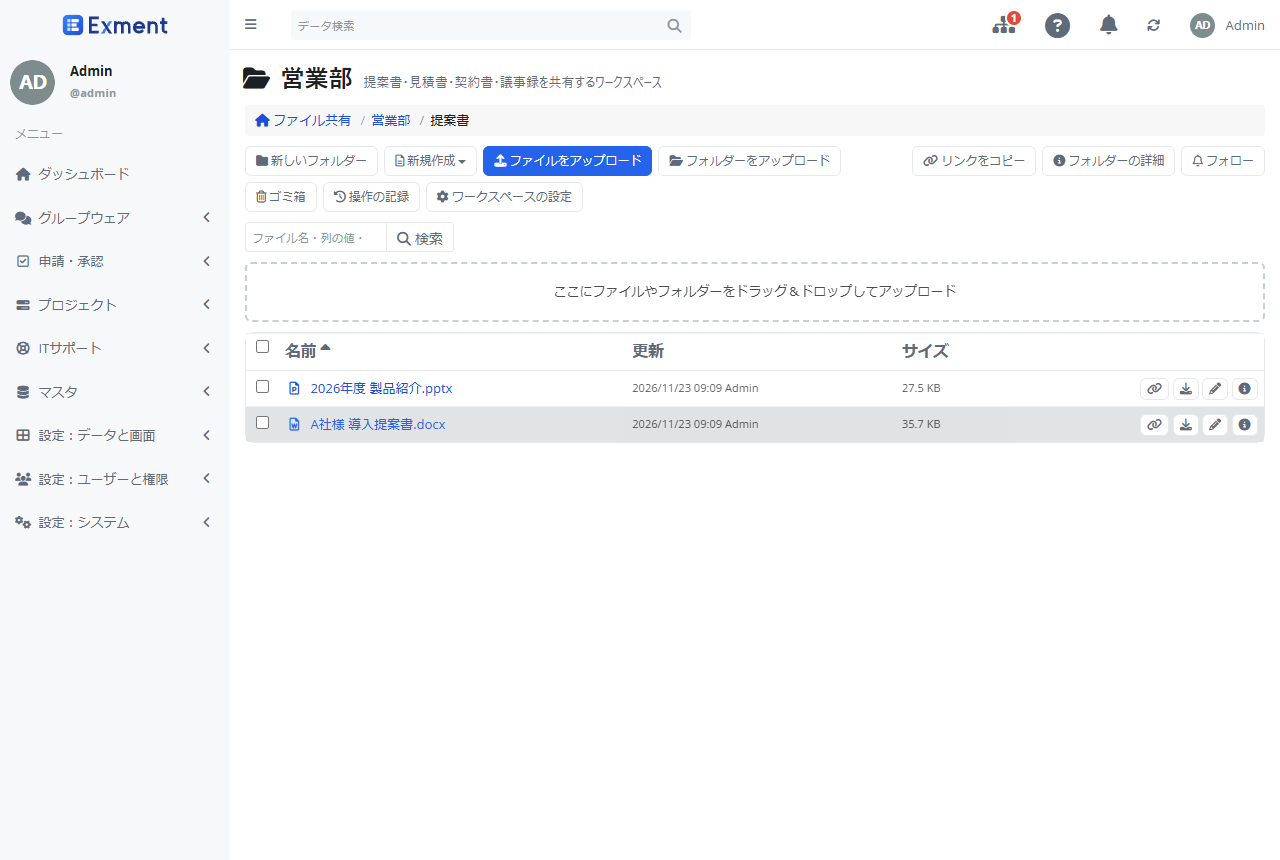 Exment
データ検索
1
AD
Admin
AD
Admin
@admin
メニュー
ダッシュボード
グループウェア
申請・承認
プロジェクト
ITサポート
マスタ
設定：データと画面
設定：ユーザーと権限
設定：システム
営業部 提案書・見積書・契約書・議事録を共有するワークスペース
ファイル共有 / 営業部 / 提案書
新しいフォルダー 新規作成 ファイルをアップロード フォルダーをアップロード リンクをコピー フォルダーの詳細 フォロー
ゴミ箱 操作の記録 ワークスペースの設定
ファイル名・列の値・ 検索
ここにファイルやフォルダーをドラッグ＆ドロップしてアップロード
名前 更新 サイズ
2026年度 製品紹介.pptx 2026/11/23 09:09 Admin 27.5 KB
A社様 導入提案書.docx 2026/11/23 09:09 Admin 35.7 KB